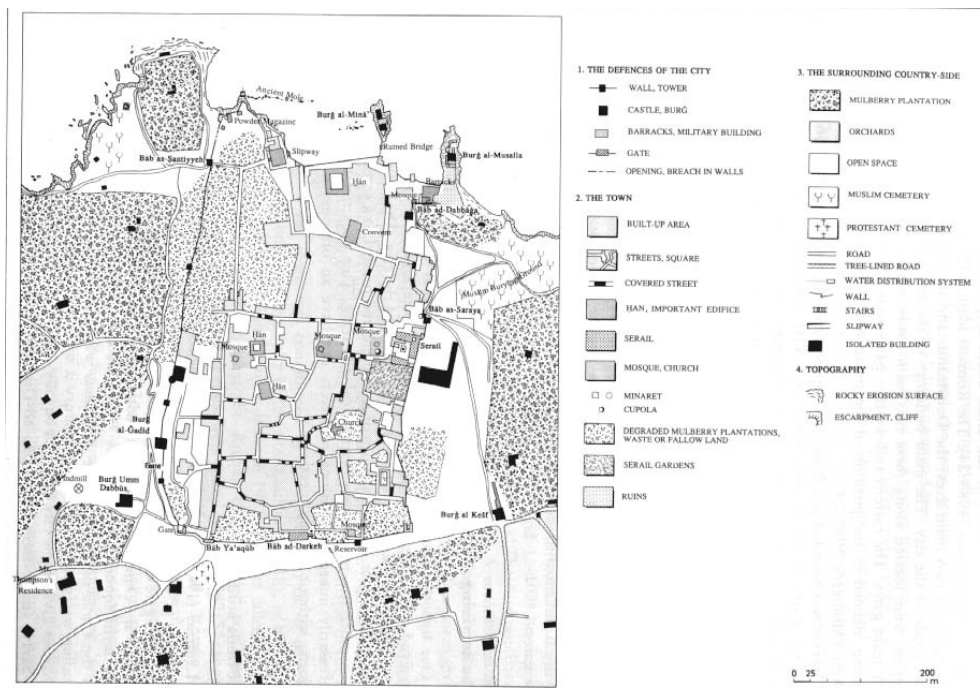 Ancient Mole
Powder Magazine
Burğ al-Minā'
Ruined Bridge
Slipway
Burğ al-Musalla
Bāb as-Santiyyeh
Hān
Mosque
Barracks
Bāb ad-Dabbāġa
Convent
Muslim Burying Ground
Bāb as-Saraya
Hān
Mosque
Mosque
Mosque
Serail
Hān
Church
Burğ
al-Ğadīd
Burğ Umm
Dabbūs
Burğ al Kešf
Mosque
Bāb Ya'aqūb
Bāb ad-Darkeh
Reservoir
Mr.
Thompson's
Residence
1. THE DEFENCES OF THE CITY
WALL, TOWER
CASTLE, BURĞ
BARRACKS, MILITARY BUILDING
GATE
OPENING, BREACH IN WALLS
2. THE TOWN
BUILT-UP AREA
STREETS, SQUARE
COVERED STREET
HAN, IMPORTANT EDIFICE
SERAIL
MOSQUE, CHURCH
MINARET
CUPOLA
DEGRADED MULBERRY PLANTATIONS,
WASTE OR FALLOW LAND
SERAIL GARDENS
RUINS
3. THE SURROUNDING COUNTRY-SIDE
MULBERRY PLANTATION
ORCHARDS
OPEN SPACE
MUSLIM CEMETERY
PROTESTANT CEMETERY
ROAD
TREE-LINED ROAD
WATER DISTRIBUTION SYSTEM
WALL
STAIRS
SLIPWAY
ISOLATED BUILDING
4. TOPOGRAPHY
ROCKY EROSION SURFACE
ESCARPMENT, CLIFF
0 25 200
m